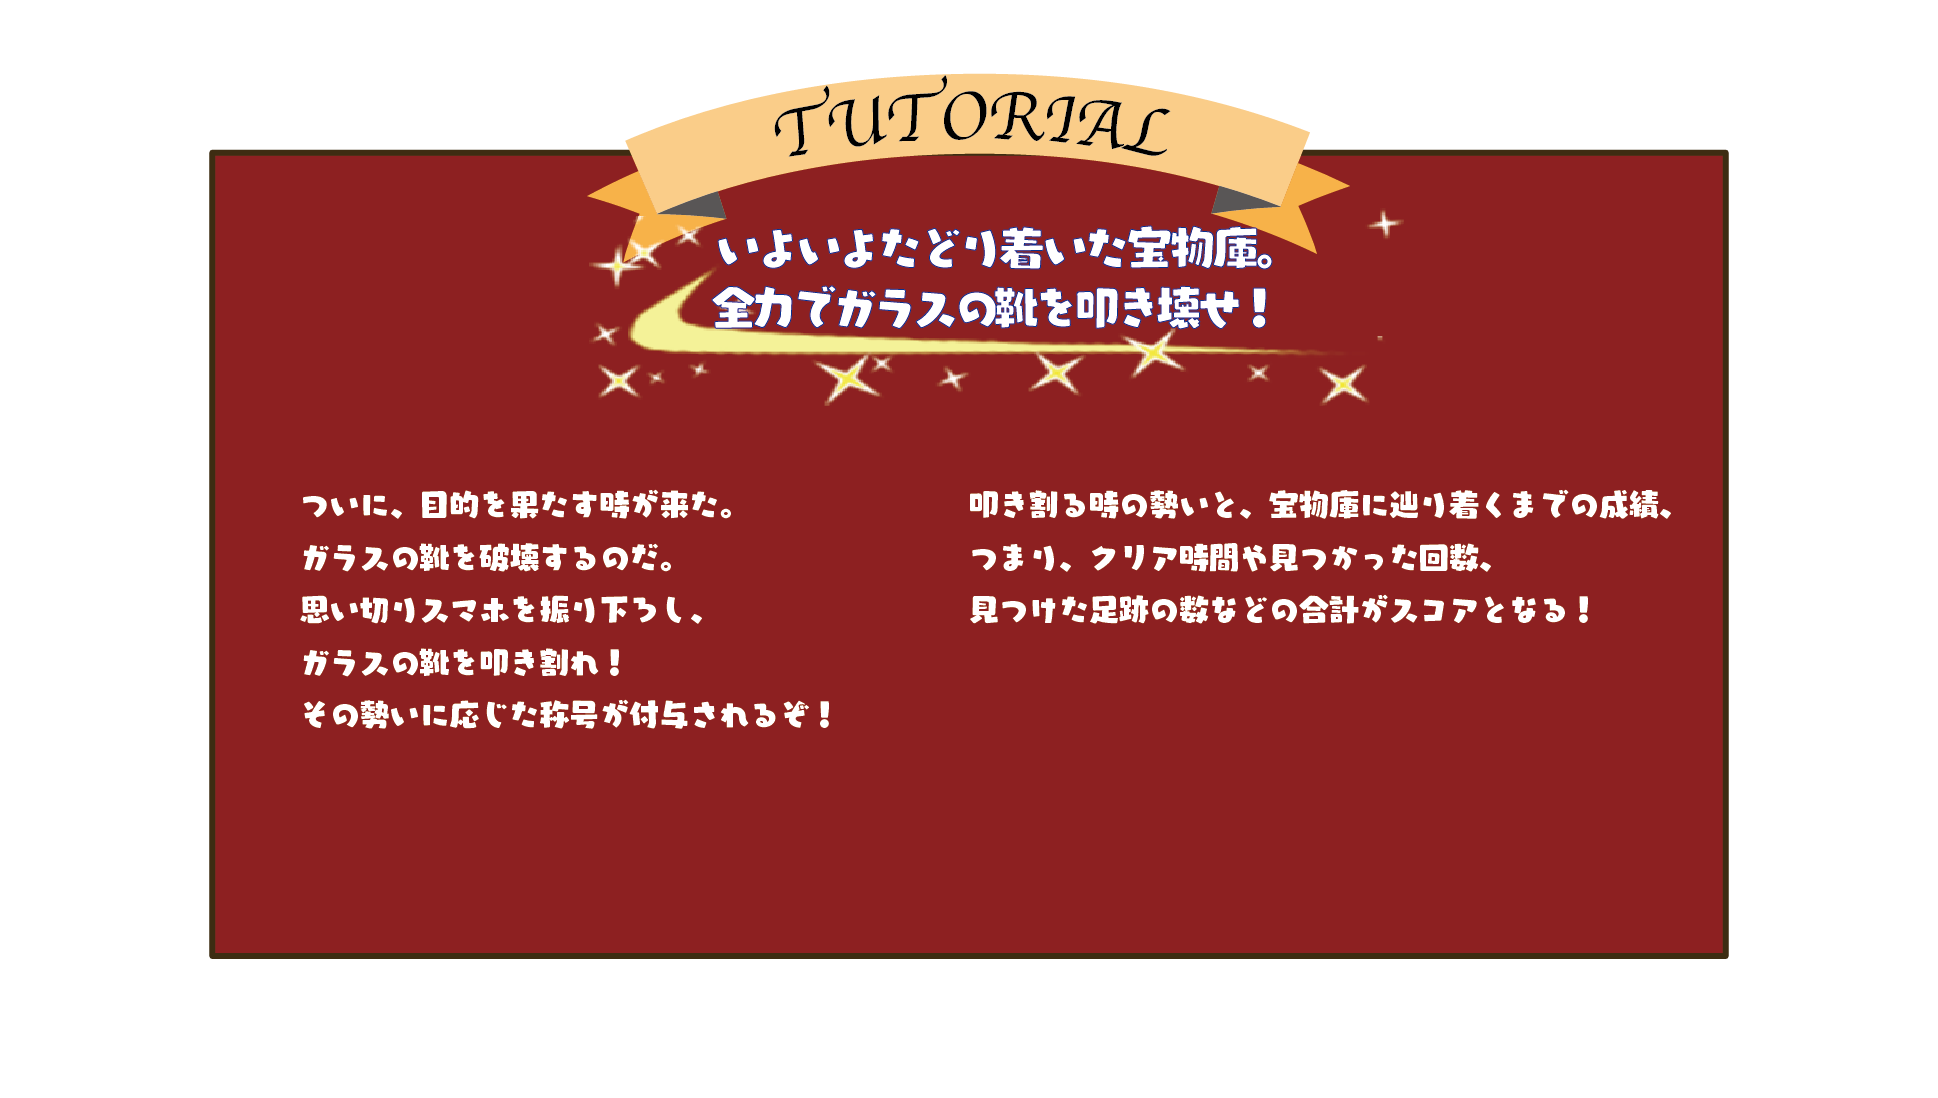 TUTORIAL
いよいよたどり着いた宝物庫。
全力でガラスの靴を叩き壊せ！
ついに、目的を果たす時が来た。
ガラスの靴を破壊するのだ。
思い切りスマホを振り下ろし、
ガラスの靴を叩き割れ！
その勢いに応じた称号が付与されるぞ！
叩き割る時の勢いと、宝物庫に辿り着くまでの成績、
つまり、クリア時間や見つかった回数、
見つけた足跡の数などの合計がスコアとなる！